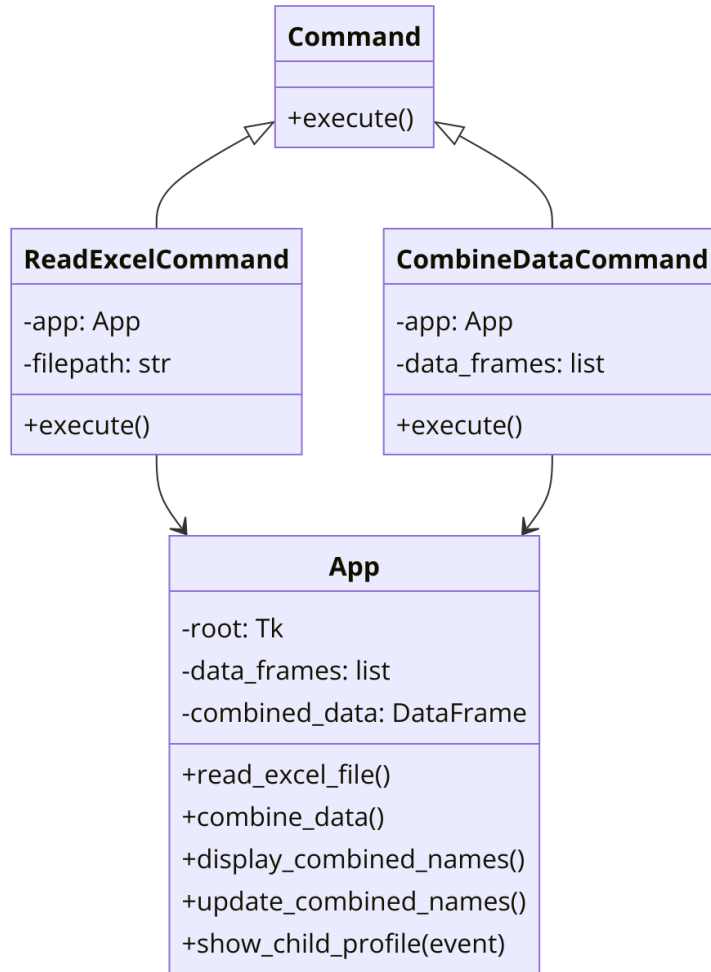 Command
+execute()
ReadExcelCommand
-app: App
-filepath: str
+execute()
CombineDataCommand
-app: App
-data_frames: list
+execute()
App
-root: Tk
-data_frames: list
-combined_data: DataFrame
+read_excel_file()
+combine_data()
+display_combined_names()
+update_combined_names()
+show_child_profile(event)